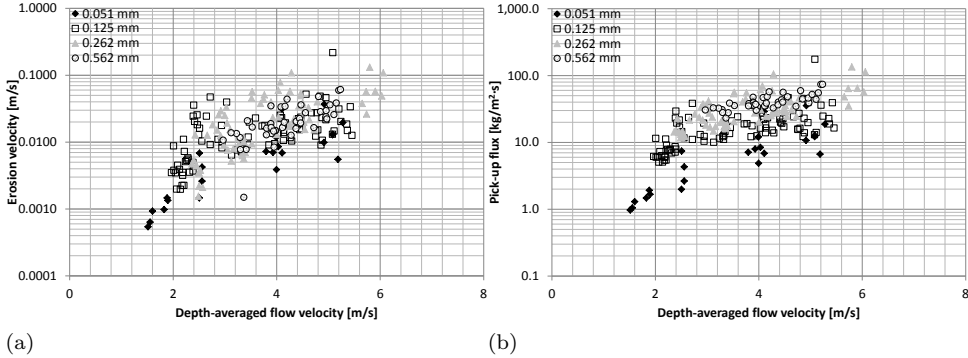 1.0000
0.1000
0.0100
0.0010
0.0001
Erosion velocity [m/s]
0.051 mm
0.125 mm
0.262 mm
0.562 mm
0 2 4 6 8
Depth-averaged flow velocity [m/s]
(a)
1,000.0
100.0
10.0
1.0
0.1
Pick-up flux [kg/m²·s]
0.051 mm
0.125 mm
0.262 mm
0.562 mm
0 2 4 6 8
Depth-averaged flow velocity [m/s]
(b)